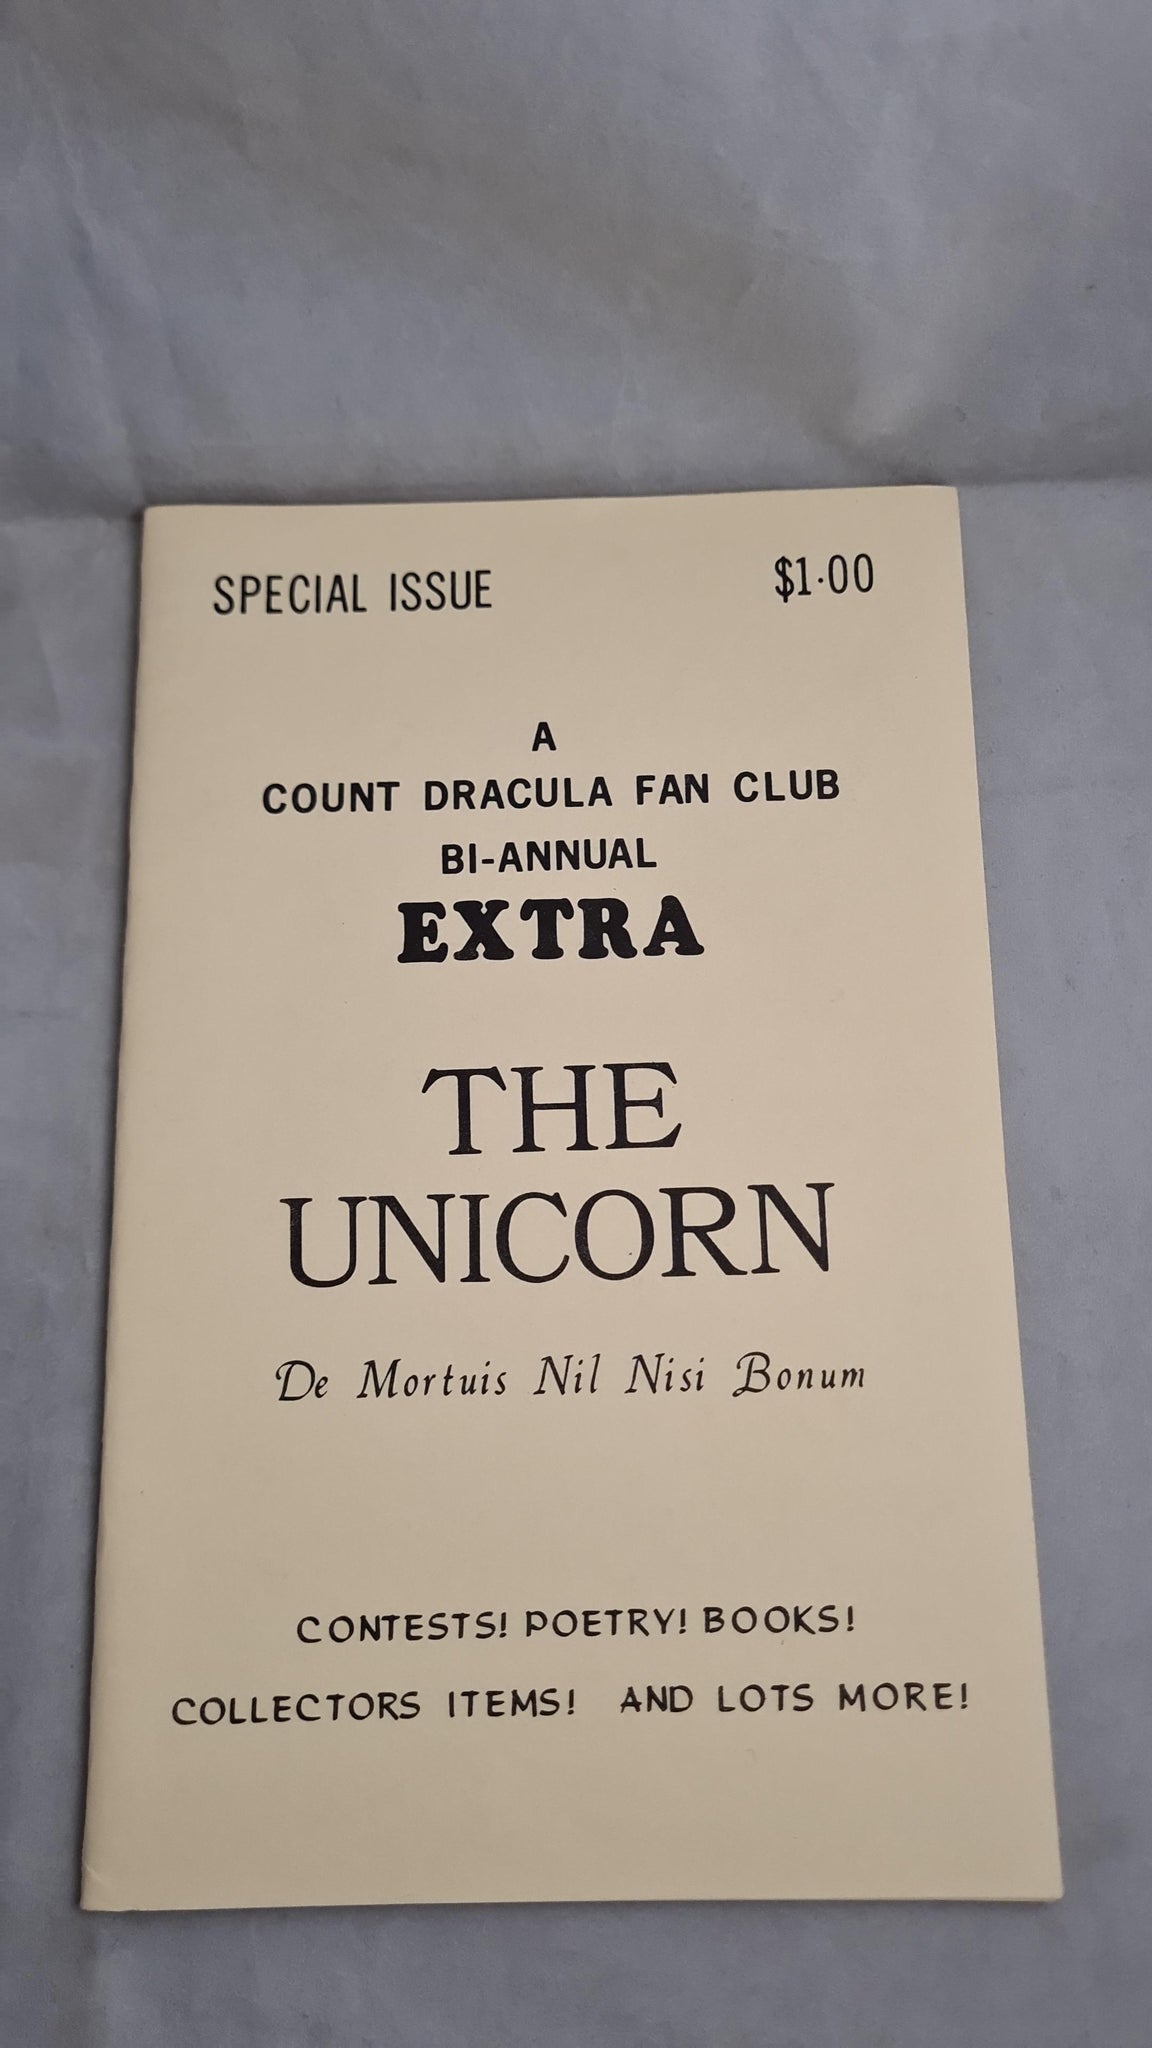 SPECIAL ISSUE $1.00
A
COUNT DRACULA FAN CLUB
BI-ANNUAL
EXTRA
THE
UNICORN
De Mortuis Nil Nisi Bonum
CONTESTS! POETRY! BOOKS!
COLLECTORS ITEMS! AND LOTS MORE!